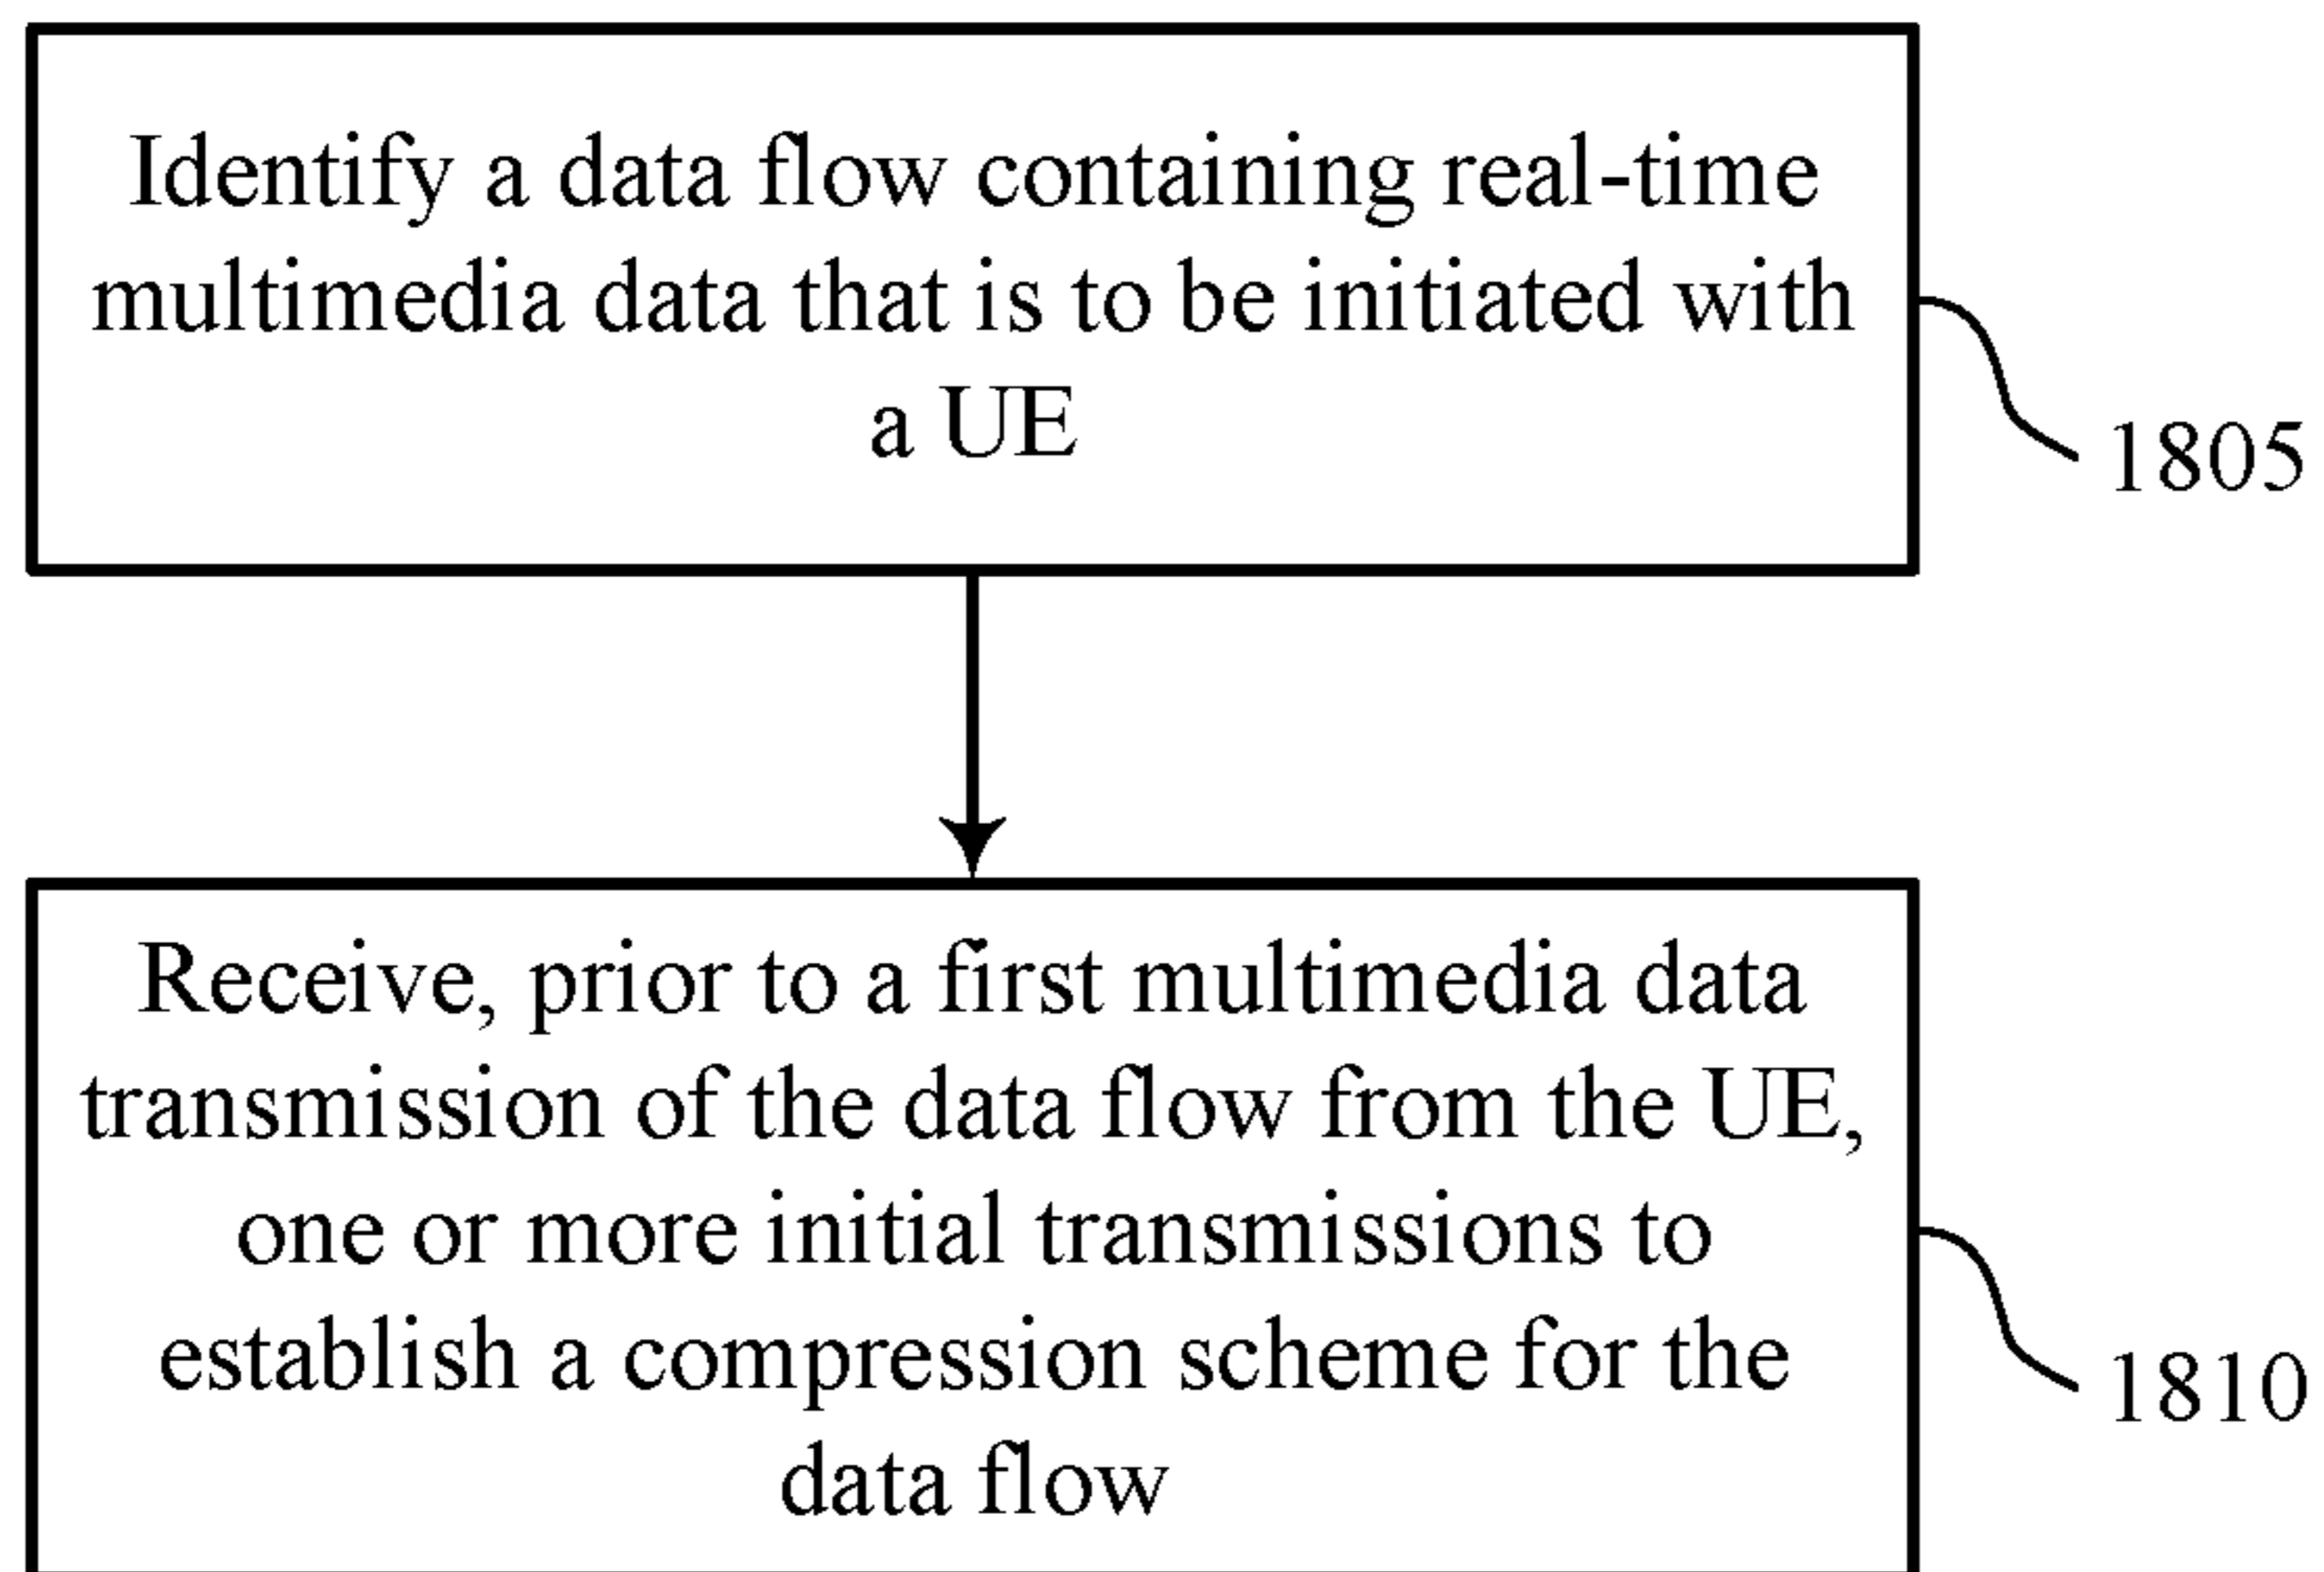 Identify a data flow containing real-time
multimedia data that is to be initiated with
a UE
1805
Receive, prior to a first multimedia data
transmission of the data flow from the UE,
one or more initial transmissions to
establish a compression scheme for the
data flow
1810